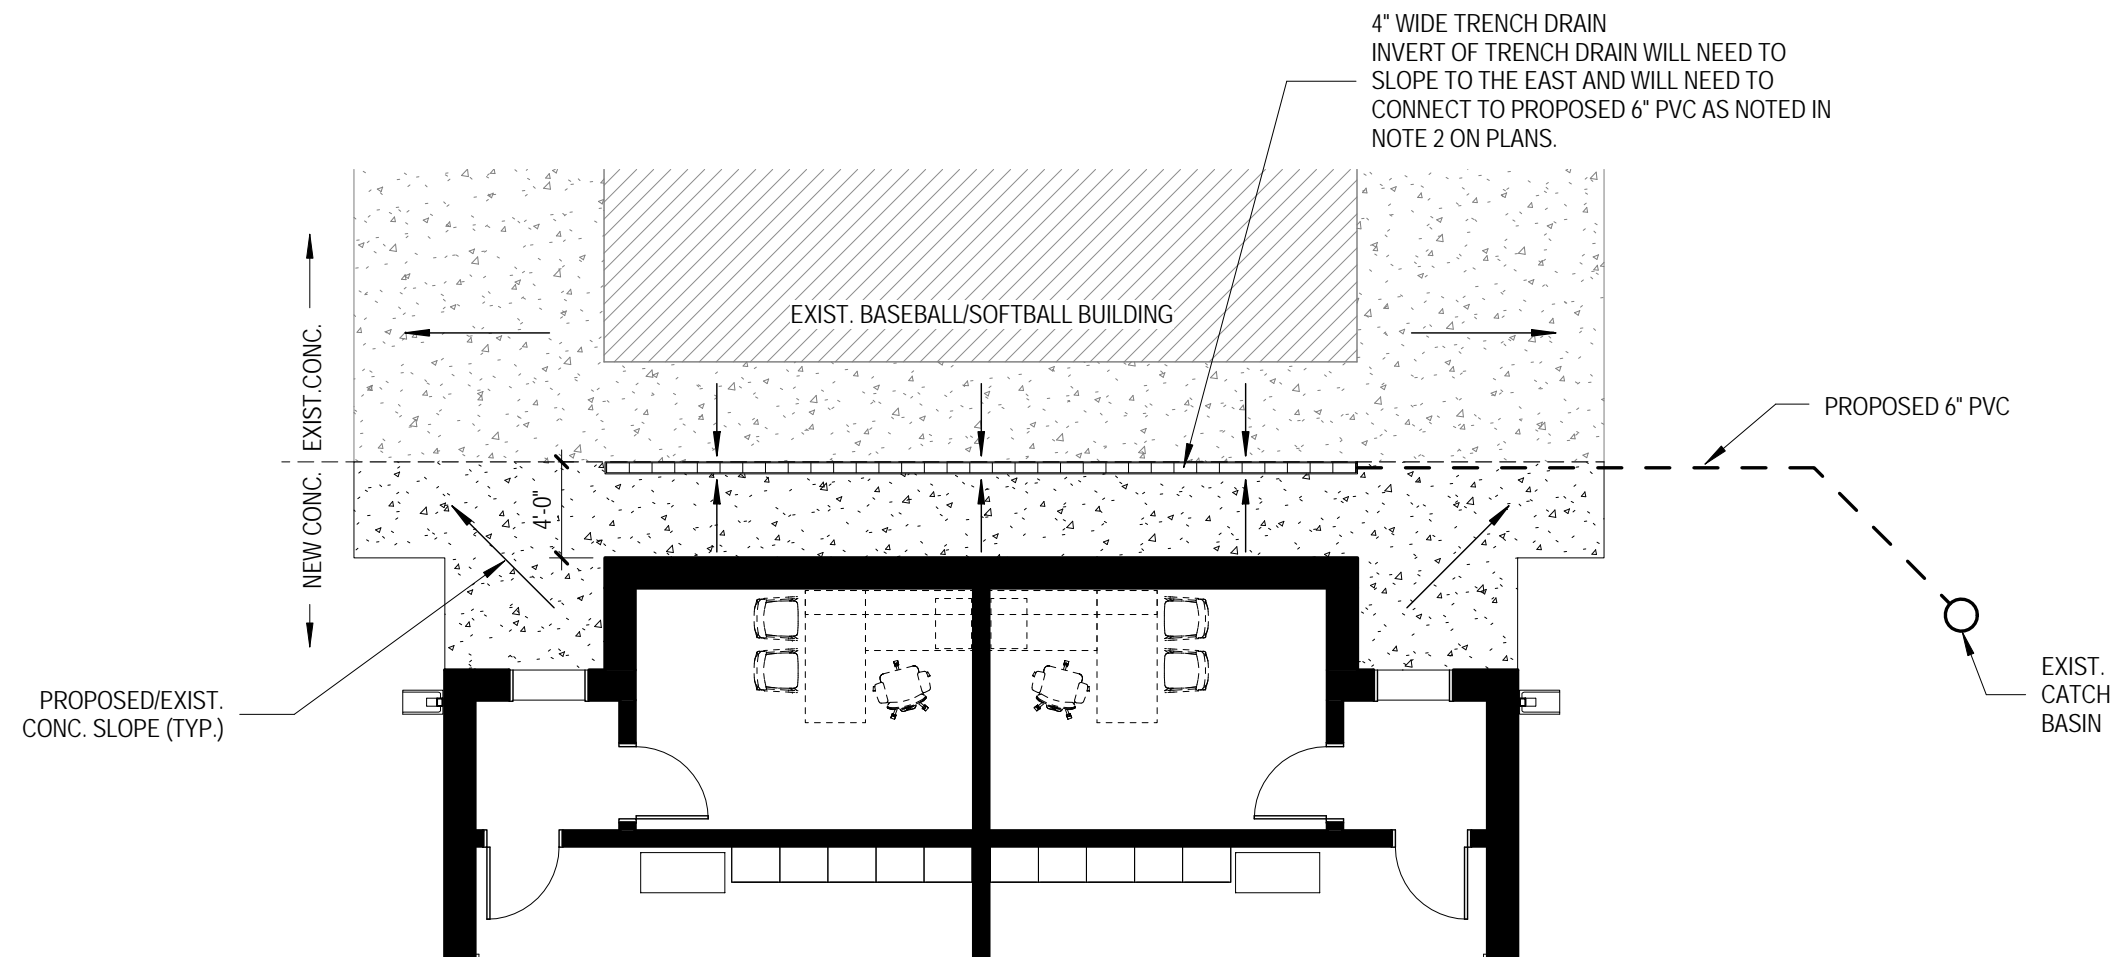 4" WIDE TRENCH DRAIN
INVERT OF TRENCH DRAIN WILL NEED TO
SLOPE TO THE EAST AND WILL NEED TO
CONNECT TO PROPOSED 6" PVC AS NOTED IN
NOTE 2 ON PLANS.
EXIST. BASEBALL/SOFTBALL BUILDING
EXIST.CONC.
NEW CONC.
4'-0"
PROPOSED 6" PVC
EXIST.
CATCH
BASIN
PROPOSED/EXIST.
CONC. SLOPE (TYP.)